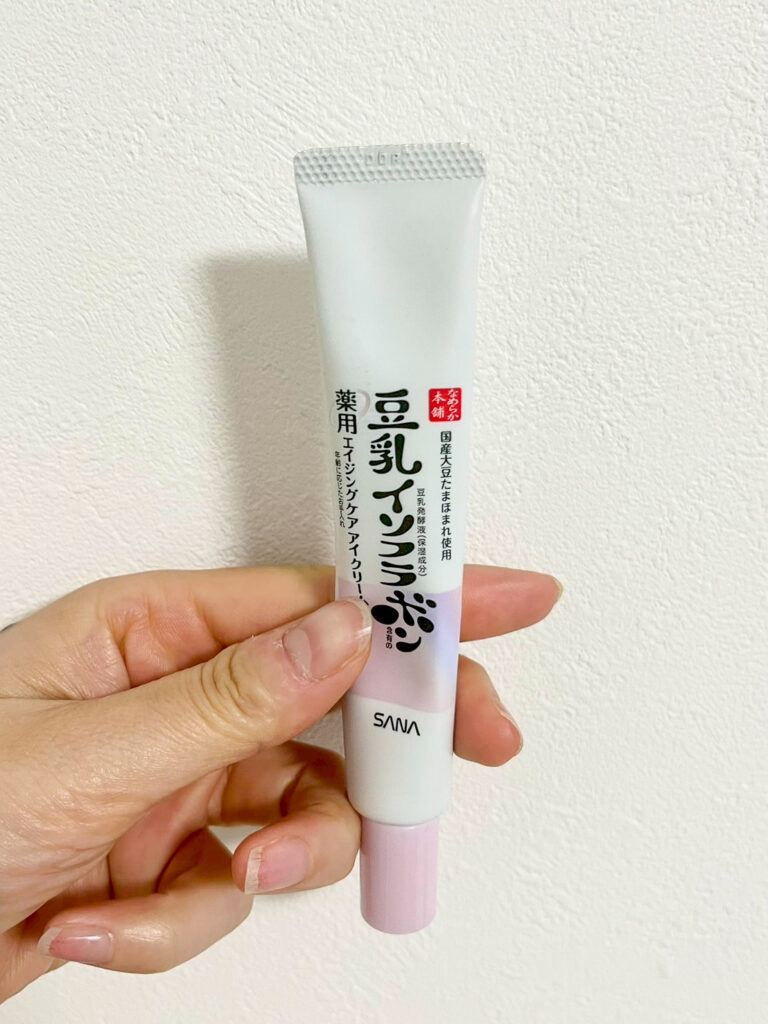 なめらか
本舗
国産大豆たまほまれ使用
豆乳発酵液(保湿成分)
含有の
豆乳イソフラボン
薬用エイジングケア アイクリー
年齢に応じたお手入れ
SANA